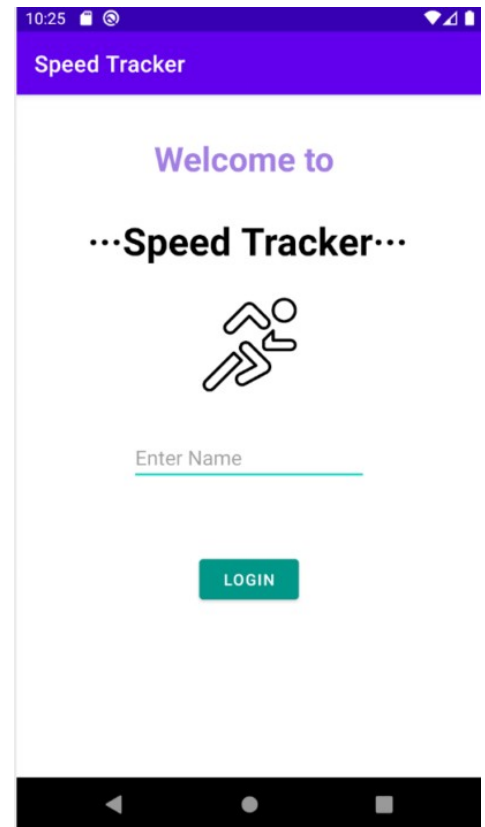 10:25
Speed Tracker
Welcome to
···Speed Tracker···
Enter Name
LOGIN